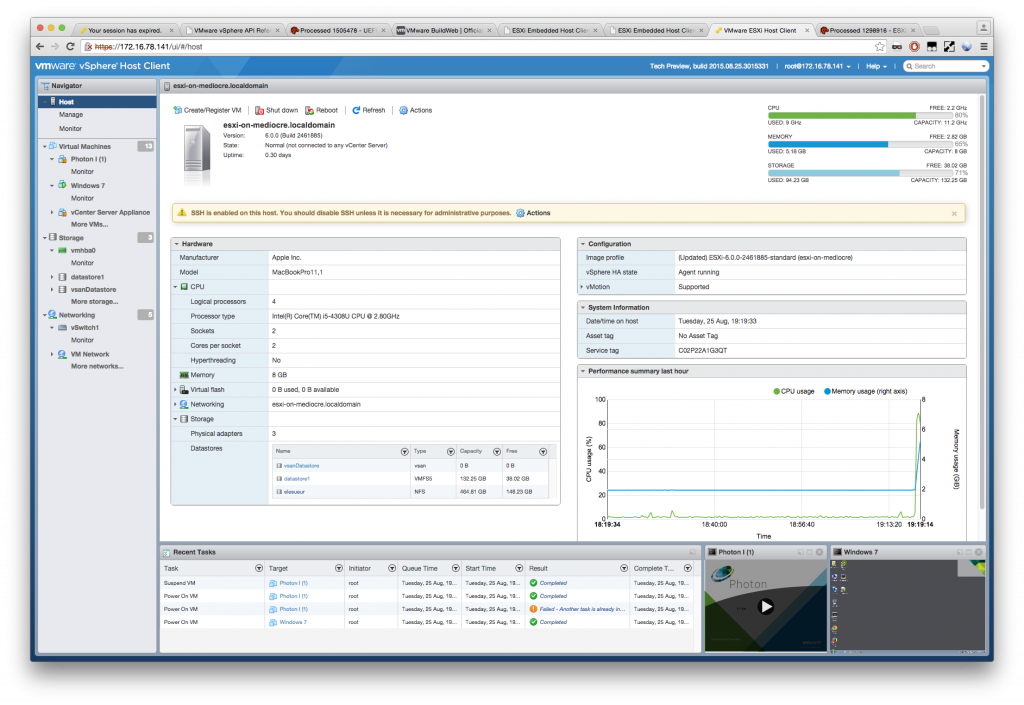 Your session has expired.
VMware vSphere API Refe
Processed 1505478 - UEFI
VMware BuildWeb | Official
ESXi Embedded Host Clie
ESXi Embedded Host Clie
VMware ESXi Host Client
Processed 1298916 - ESX
https://172.16.78.141/ui/#/host
vmware vSphere® Host Client
Tech Preview, build 2015.08.25.3015331 | root@172.16.78.141 | Help | Search
Navigator
Host
Manage
Monitor
Virtual Machines 13
Photon I (1)
Monitor
Windows 7
Monitor
vCenter Server Appliance
More VMs...
Storage 3
vmhba0
Monitor
datastore1
vsanDatastore
More storage...
Networking 5
vSwitch1
Monitor
VM Network
More networks...
esxi-on-mediocre.localdomain
Create/Register VM | Shut down Reboot | Refresh | Actions
esxi-on-mediocre.localdomain
Version: 6.0.0 (Build 2461885)
State: Normal (not connected to any vCenter Server)
Uptime: 0.30 days
CPU FREE: 2.2 GHz
80%
USED: 9 GHz CAPACITY: 11.2 GHz
MEMORY FREE: 2.82 GB
65%
USED: 5.18 GB CAPACITY: 8 GB
STORAGE FREE: 38.02 GB
71%
USED: 94.23 GB CAPACITY: 132.25 GB
SSH is enabled on this host. You should disable SSH unless it is necessary for administrative purposes. Actions
Hardware
Manufacturer Apple Inc.
Model MacBookPro11,1
CPU
Logical processors 4
Processor type Intel(R) Core(TM) i5-4308U CPU @ 2.80GHz
Sockets 2
Cores per socket 2
Hyperthreading No
Memory 8 GB
Virtual flash 0 B used, 0 B available
Networking esxi-on-mediocre.localdomain
Storage
Physical adapters 3
Datastores
Name Type Capacity Free
vsanDatastore vsan 0 B 0 B
datastore1 VMFS5 132.25 GB 38.02 GB
elesueur NFS 464.81 GB 146.23 GB
Configuration
Image profile (Updated) ESXi-6.0.0-2461885-standard (esxi-on-mediocre)
vSphere HA state Agent running
vMotion Supported
System Information
Date/time on host Tuesday, 25 Aug, 19:19:33
Asset tag No Asset Tag
Service tag C02P22A1G3QT
Performance summary last hour
CPU usage Memory usage (right axis)
100 8
80 6
60
40 4
20 2
0 0
CPU usage (%)
Memory usage (GB)
18:19:34 18:40:00 18:56:40 19:13:20 19:19:14
Time
Recent Tasks
Task Target Initiator Queue Time Start Time Result Complete T...
Suspend VM Photon I (1) root Tuesday, 25 Aug, 19... Tuesday, 25 Aug, 19... Completed Tuesday, 25 Aug, 19...
Power On VM Photon I (1) root Tuesday, 25 Aug, 19... Tuesday, 25 Aug, 19... Completed Tuesday, 25 Aug, 19...
Power On VM Photon I (1) root Tuesday, 25 Aug, 19... Tuesday, 25 Aug, 19... Failed - Another task is already in... Tuesday, 25 Aug, 19...
Power On VM Windows 7 root Tuesday, 25 Aug, 19... Tuesday, 25 Aug, 19... Completed Tuesday, 25 Aug, 19...
Photon I (1)
Photon
Windows 7